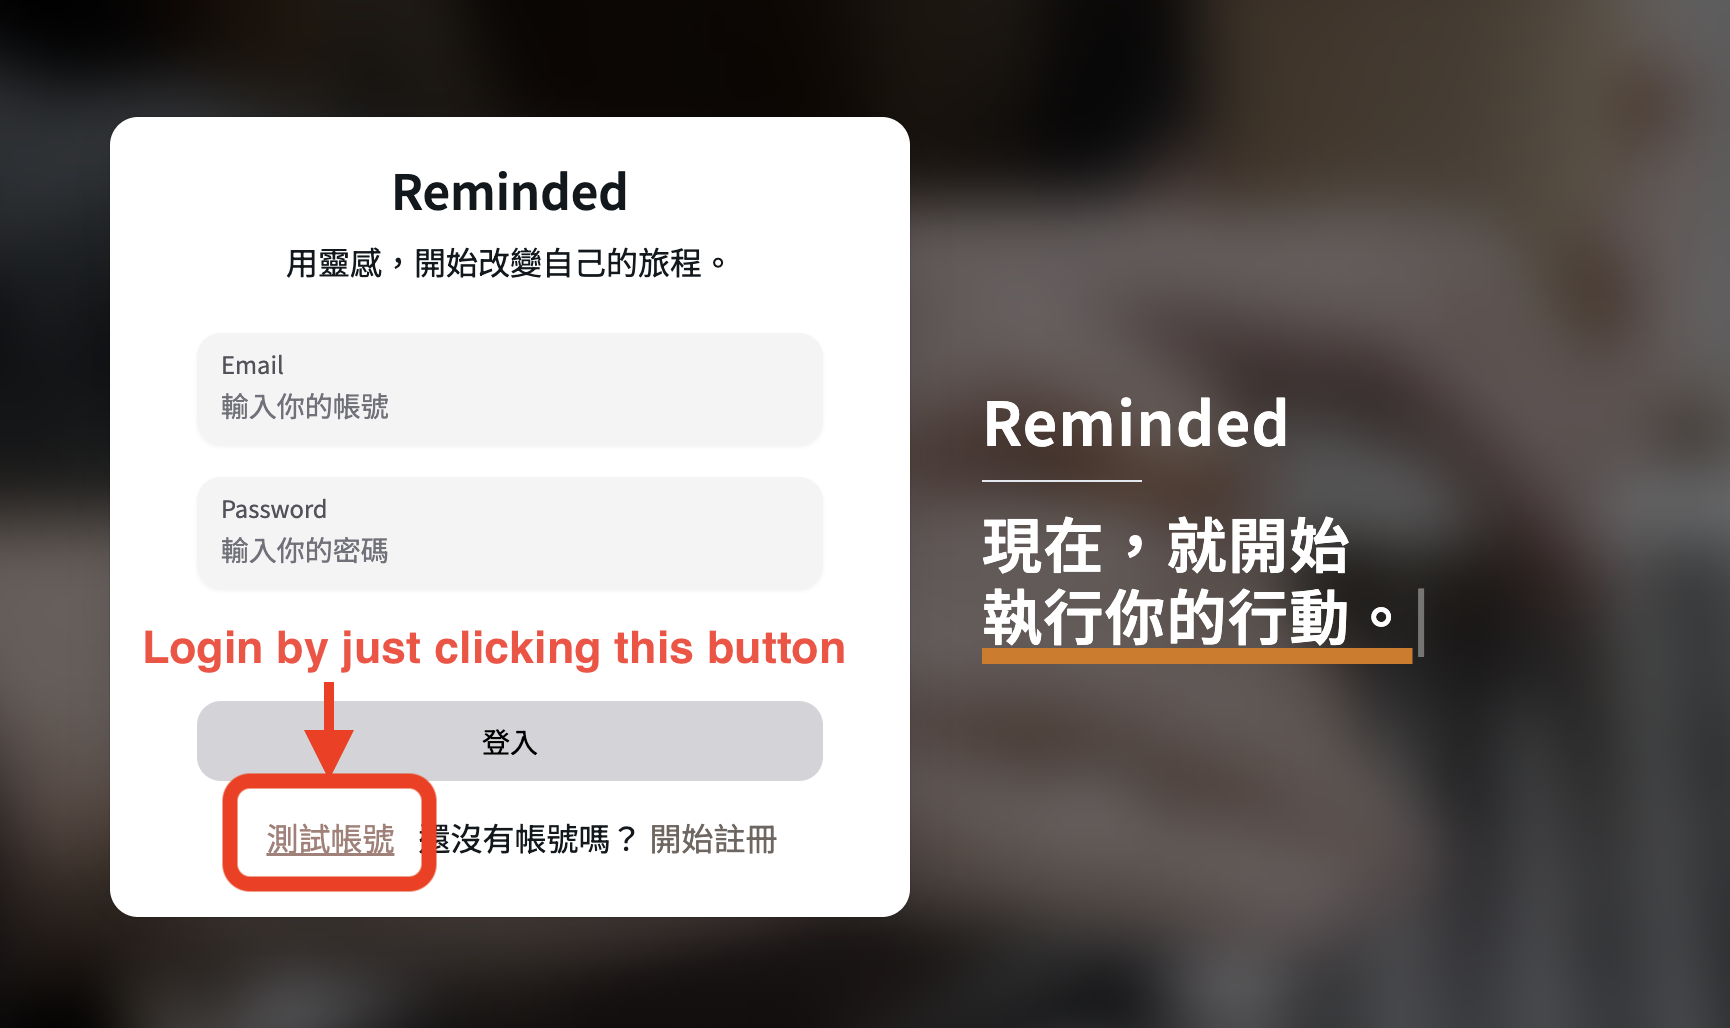 Reminded
用靈感，開始改變自己的旅程。
Email
輸入你的帳號
Password
輸入你的密碼
Login by just clicking this button
登入
測試帳號 還沒有帳號嗎？ 開始註冊
Reminded
現在，就開始
執行你的行動。